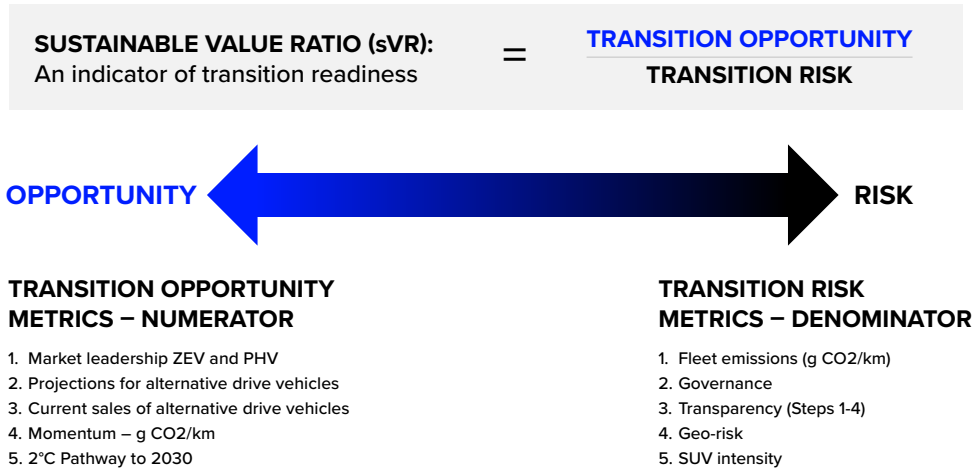 SUSTAINABLE VALUE RATIO (sVR):
An indicator of transition readiness
=
TRANSITION OPPORTUNITY
TRANSITION RISK
OPPORTUNITY
RISK
TRANSITION OPPORTUNITY
METRICS – NUMERATOR
1. Market leadership ZEV and PHV
2. Projections for alternative drive vehicles
3. Current sales of alternative drive vehicles
4. Momentum – g CO2/km
5. 2°C Pathway to 2030
TRANSITION RISK
METRICS – DENOMINATOR
1. Fleet emissions (g CO2/km)
2. Governance
3. Transparency (Steps 1-4)
4. Geo-risk
5. SUV intensity